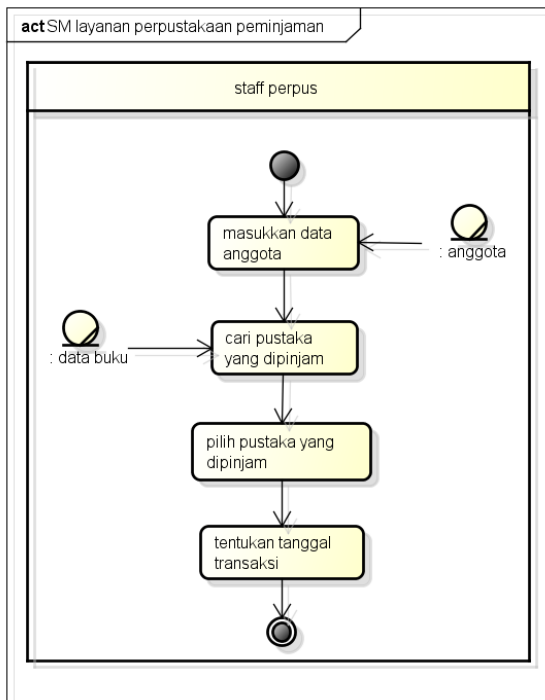 act SM layanan perpustakaan peminjaman
staff perpus
masukkan data
anggota
: anggota
cari pustaka
yang dipinjam
: data buku
pilih pustaka yang
dipinjam
tentukan tanggal
transaksi